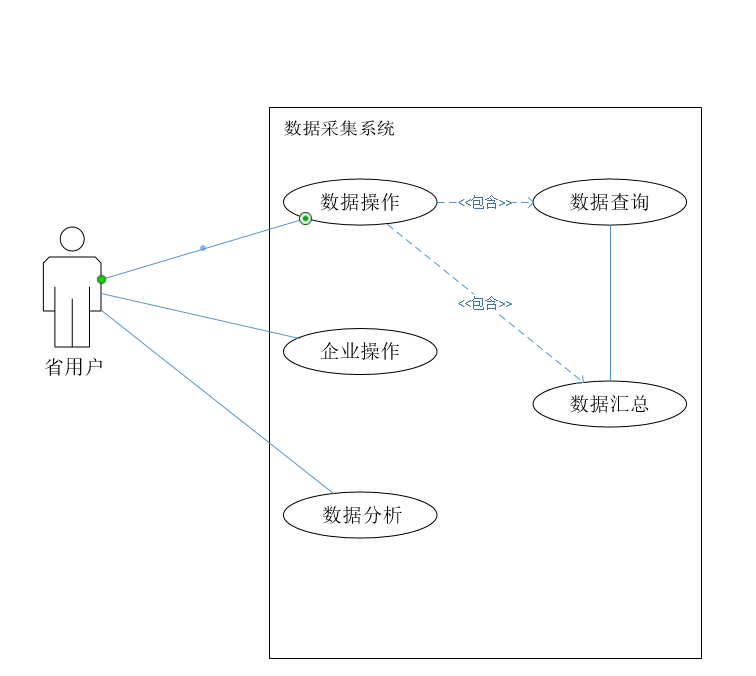 数据采集系统
数据操作
<<包含>>
数据查询
<<包含>>
企业操作
省用户
数据汇总
数据分析